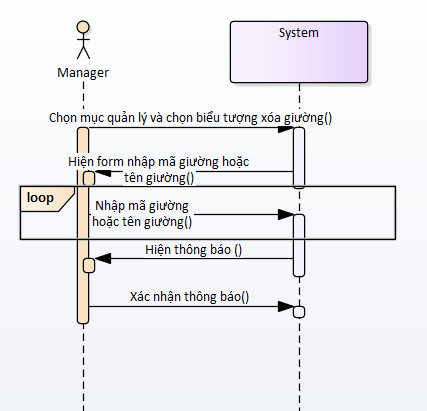 System
Manager
Chọn mục quản lý và chọn biểu tượng xóa giường()
Hiện form nhập mã giường hoặc
tên giường()
loop
Nhập mã giường
hoặc tên giường()
Hiện thông báo ()
Xác nhận thông báo()